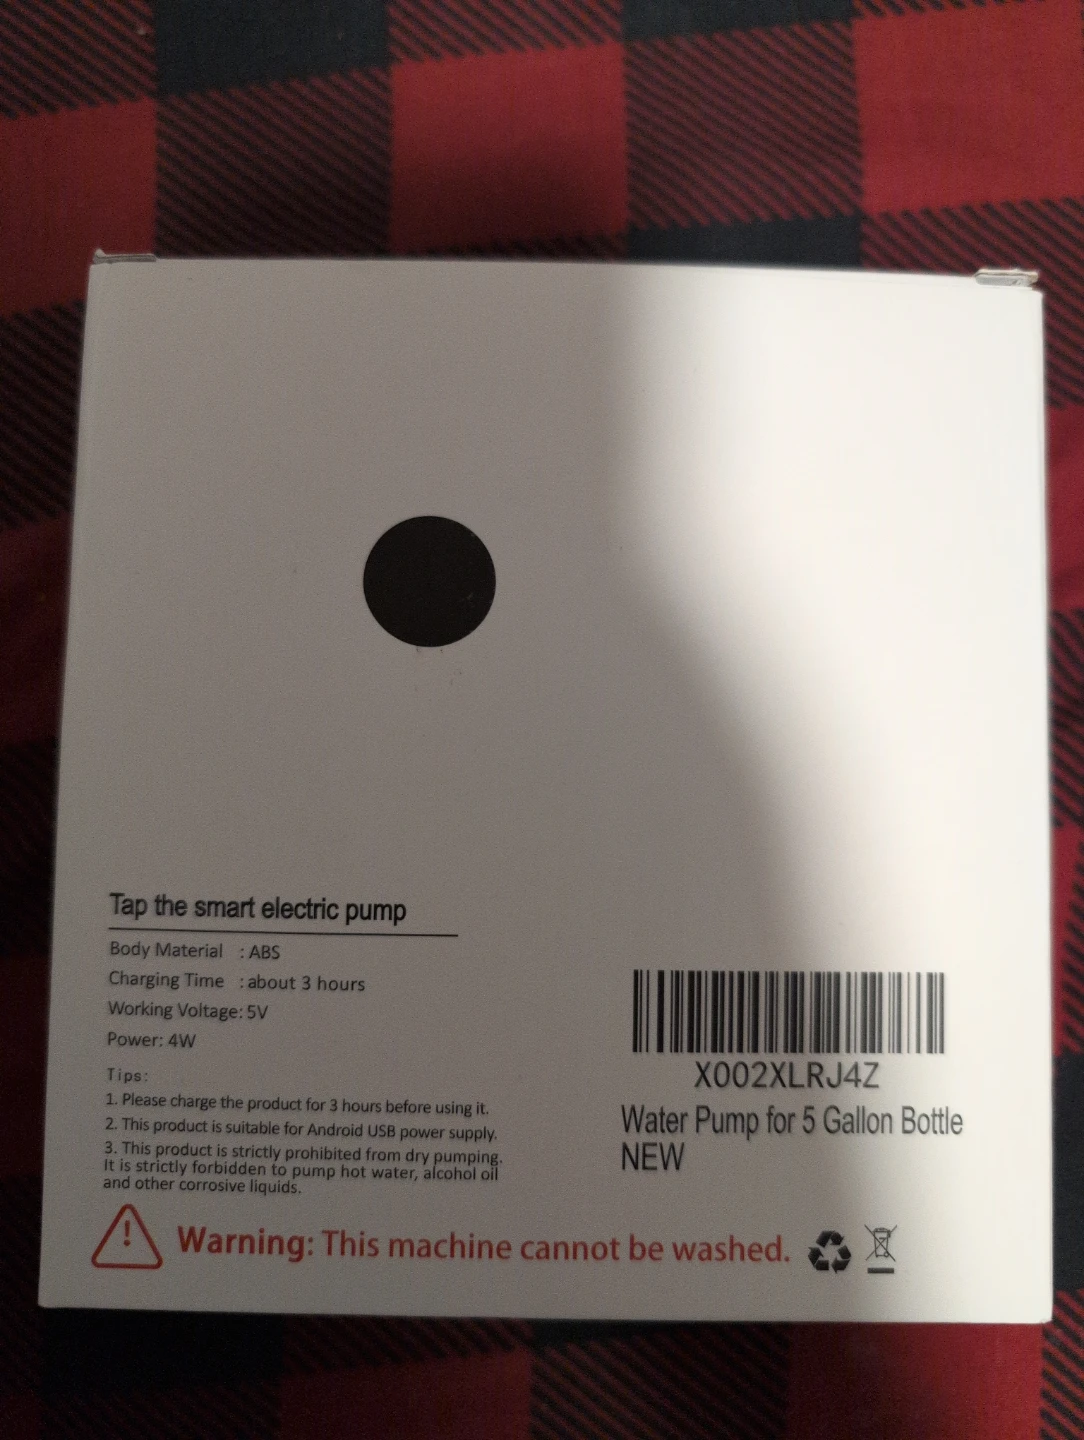 Tap the smart electric pump
Body Material : ABS
Charging Time : about 3 hours
Working Voltage: 5V
Power: 4W
Tips:
1. Please charge the product for 3 hours before using it.
2. This product is suitable for Android USB power supply.
3. This product is strictly prohibited from dry pumping.
It is strictly forbidden to pump hot water, alcohol oil
and other corrosive liquids.
X002XLRJ4Z
Water Pump for 5 Gallon Bottle
NEW
Warning: This machine cannot be washed.